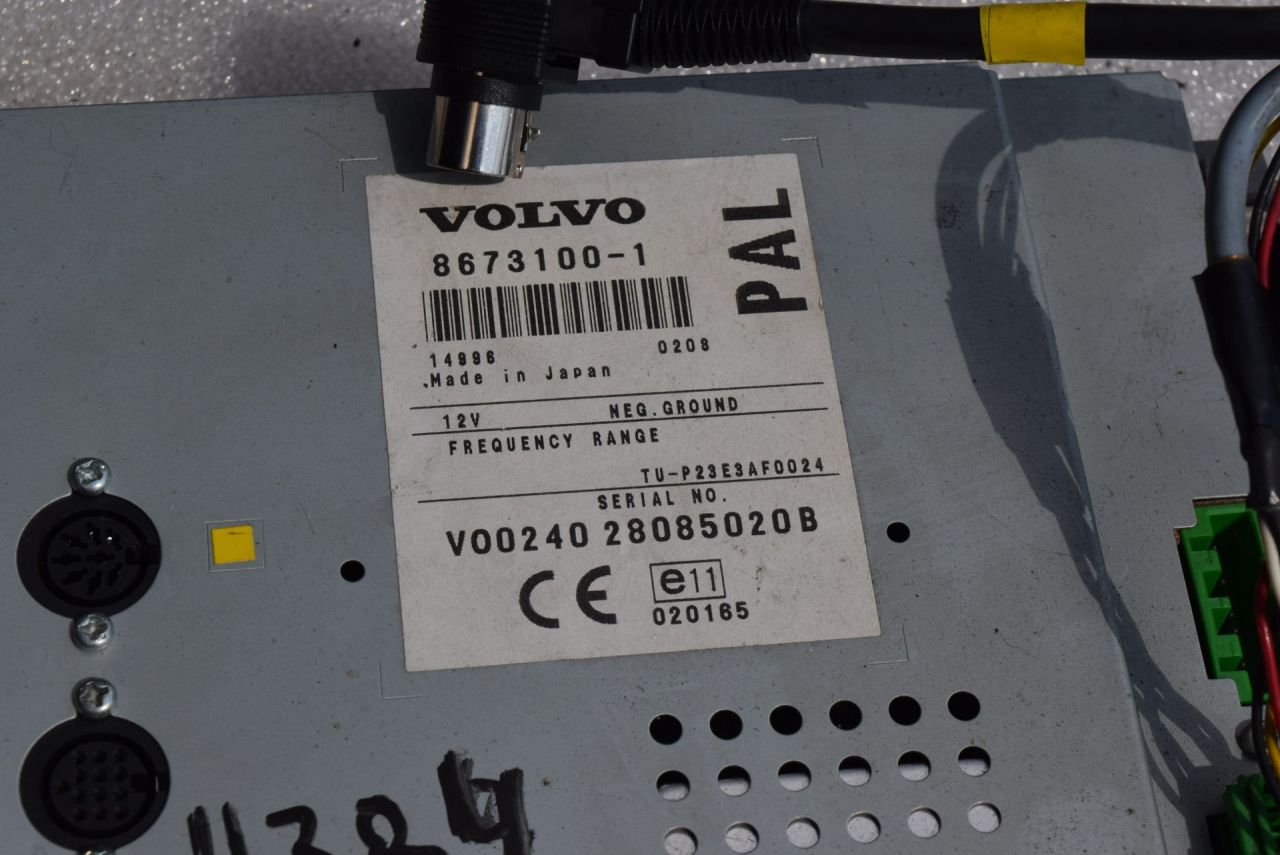 VOLVO
PAL
8673100-1
14996 0208
Made in Japan
12V NEG.GROUND
FREQUENCY RANGE
TU-P23E3AF0024
SERIAL NO.
V00240 28085020B
CE e11
020165